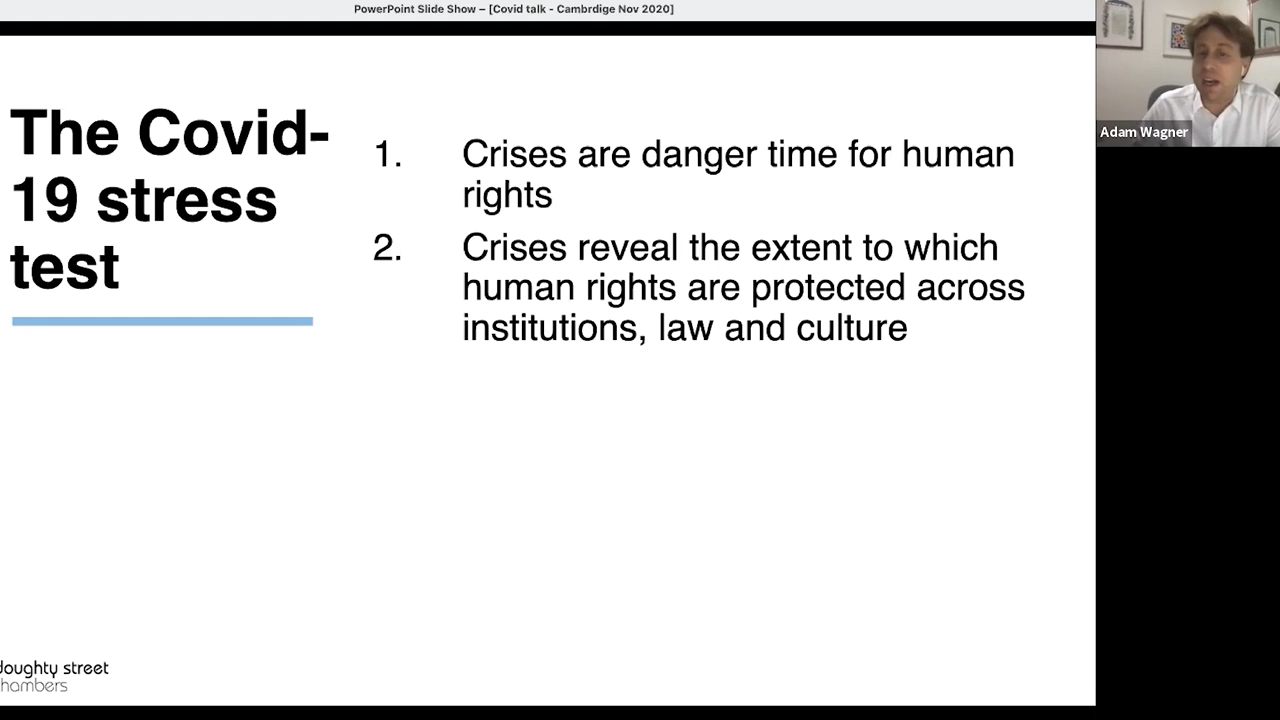 PowerPoint Slide Show – [Covid talk - Cambrdige Nov 2020]
The Covid-
19 stress
test
1. Crises are danger time for human
rights
2. Crises reveal the extent to which
human rights are protected across
institutions, law and culture
doughty street
chambers
Adam Wagner